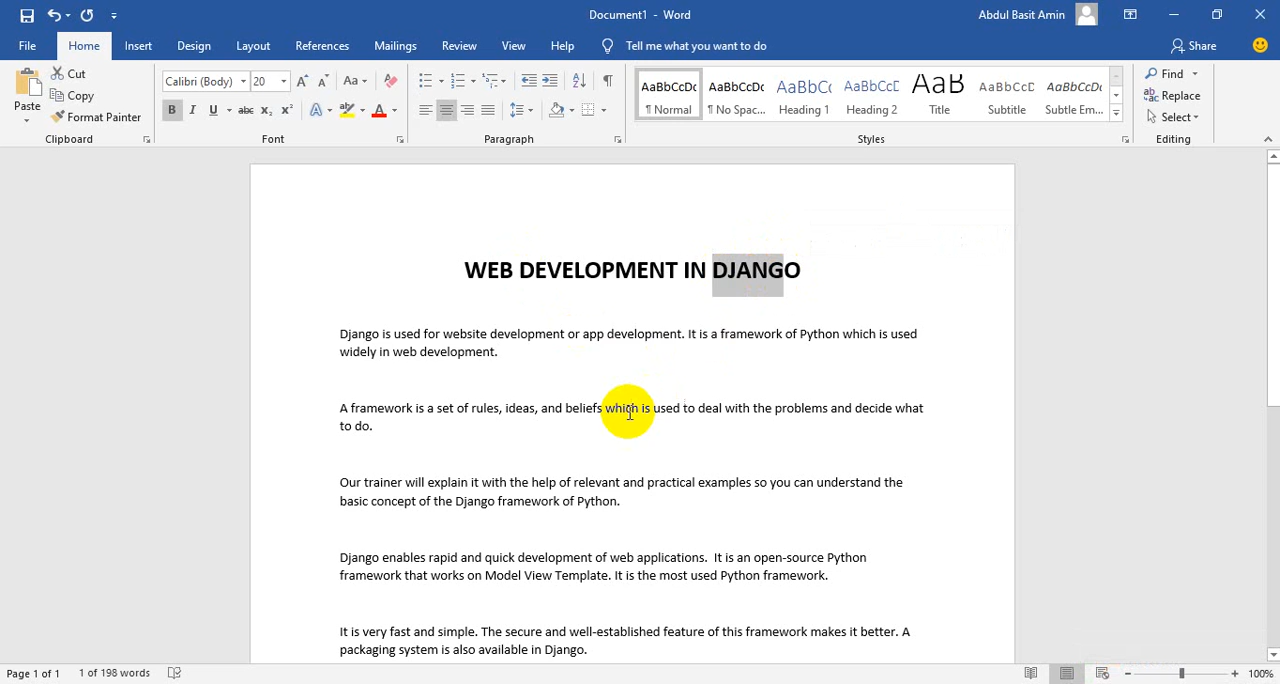 Document1 - Word
Abdul Basit Amin
File Home Insert Design Layout References Mailings Review View Help Tell me what you want to do Share
Paste
Cut
Copy
Format Painter
Clipboard
Calibri (Body) 20
Font
Paragraph
AaBbCcDc AaBbCcDc AaBbC AaBbCcD AaB AaBbCcD AaBbCcD
¶ Normal ¶ No Spac... Heading 1 Heading 2 Title Subtitle Subtle Em...
Styles
Find
Replace
Select
Editing
WEB DEVELOPMENT IN DJANGO
Django is used for website development or app development. It is a framework of Python which is used
widely in web development.
A framework is a set of rules, ideas, and beliefs which is used to deal with the problems and decide what
to do.
Our trainer will explain it with the help of relevant and practical examples so you can understand the
basic concept of the Django framework of Python.
Django enables rapid and quick development of web applications.  It is an open-source Python
framework that works on Model View Template. It is the most used Python framework.
It is very fast and simple. The secure and well-established feature of this framework makes it better. A
packaging system is also available in Django.
Page 1 of 1 1 of 198 words 100%